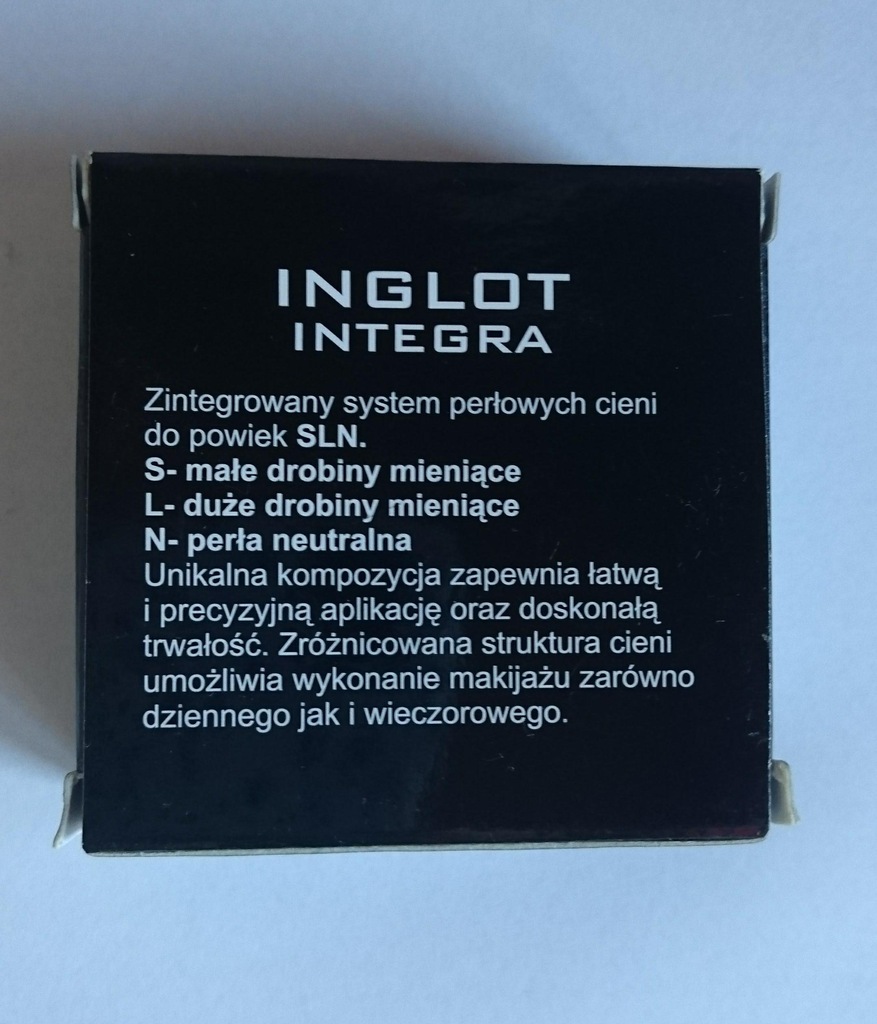 INGLOT
INTEGRA
Zintegrowany system perłowych cieni
do powiek SLN.
S- małe drobiny mieniące
L- duże drobiny mieniące
N- perła neutralna
Unikalna kompozycja zapewnia łatwą
i precyzyjną aplikację oraz doskonałą
trwałość. Zróżnicowana struktura cieni
umożliwia wykonanie makijażu zarówno
dziennego jak i wieczorowego.